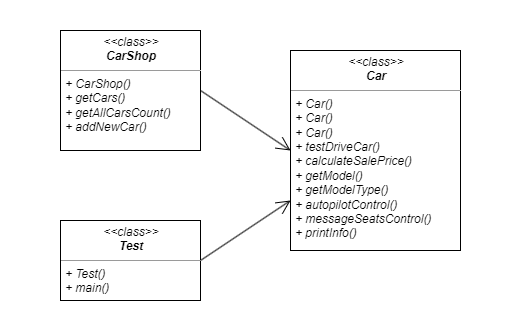 <<class>>
CarShop
+ CarShop()
+ getCars()
+ getAllCarsCount()
+ addNewCar()
<<class>>
Car
+ Car()
+ Car()
+ Car()
+ testDriveCar()
+ calculateSalePrice()
+ getModel()
+ getModelType()
+ autopilotControl()
+ messageSeatsControl()
+ printInfo()
<<class>>
Test
+ Test()
+ main()